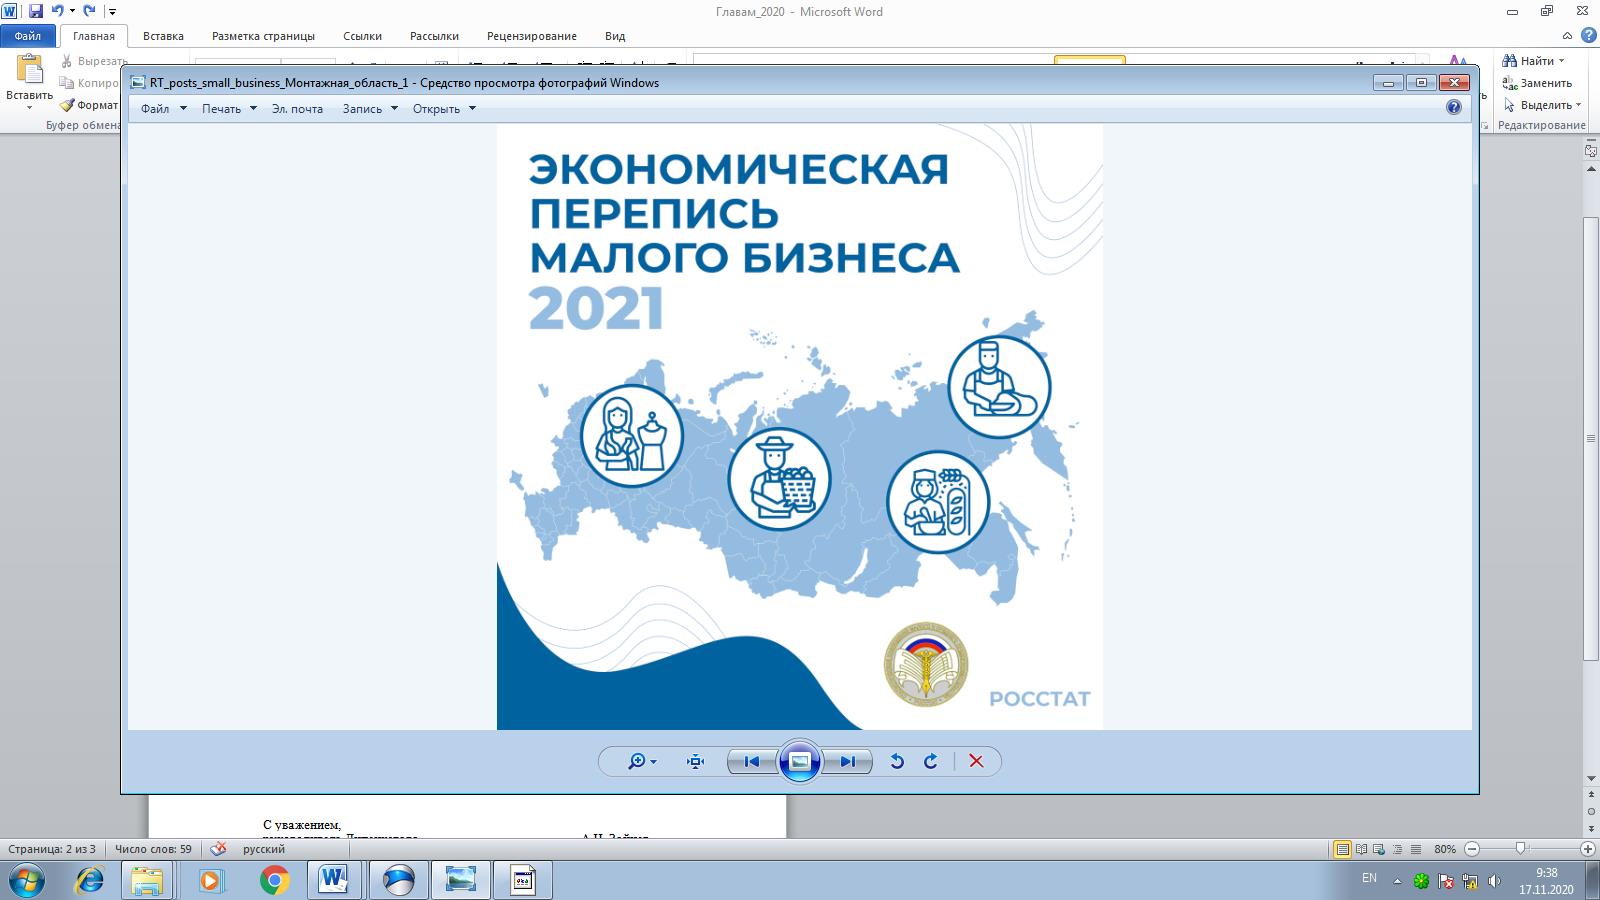 Главам_2020 - Microsoft Word
Файл Главная Вставка Разметка страницы Ссылки Рассылки Рецензирование Вид
Вставить
Вырезать
Копиро
Формат
Буфер обмена
Найти
Заменить
Выделить
Редактирование
RT_posts_small_business_Монтажная_область_1 - Средство просмотра фотографий Windows
Файл Печать Эл. почта Запись Открыть
ЭКОНОМИЧЕСКАЯ
ПЕРЕПИСЬ
МАЛОГО БИЗНЕСА
2021
РОССТАТ
С уважением,
Страница: 2 из 3 Число слов: 59 русский 80%
EN
9:38
17.11.2020